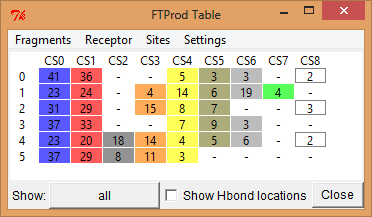 FTProd Table
Fragments Receptor Sites Settings
CS0 CS1 CS2 CS3 CS4 CS5 CS6 CS7 CS8
0 41 36 - - 5 3 3 - 2
1 23 24 - 4 14 6 19 4 -
2 31 29 - 15 8 7 - - 3
3 37 33 - - 7 9 3 - -
4 23 20 18 14 4 5 6 - 2
5 37 29 8 11 3 - - - -
Show: all Show Hbond locations Close